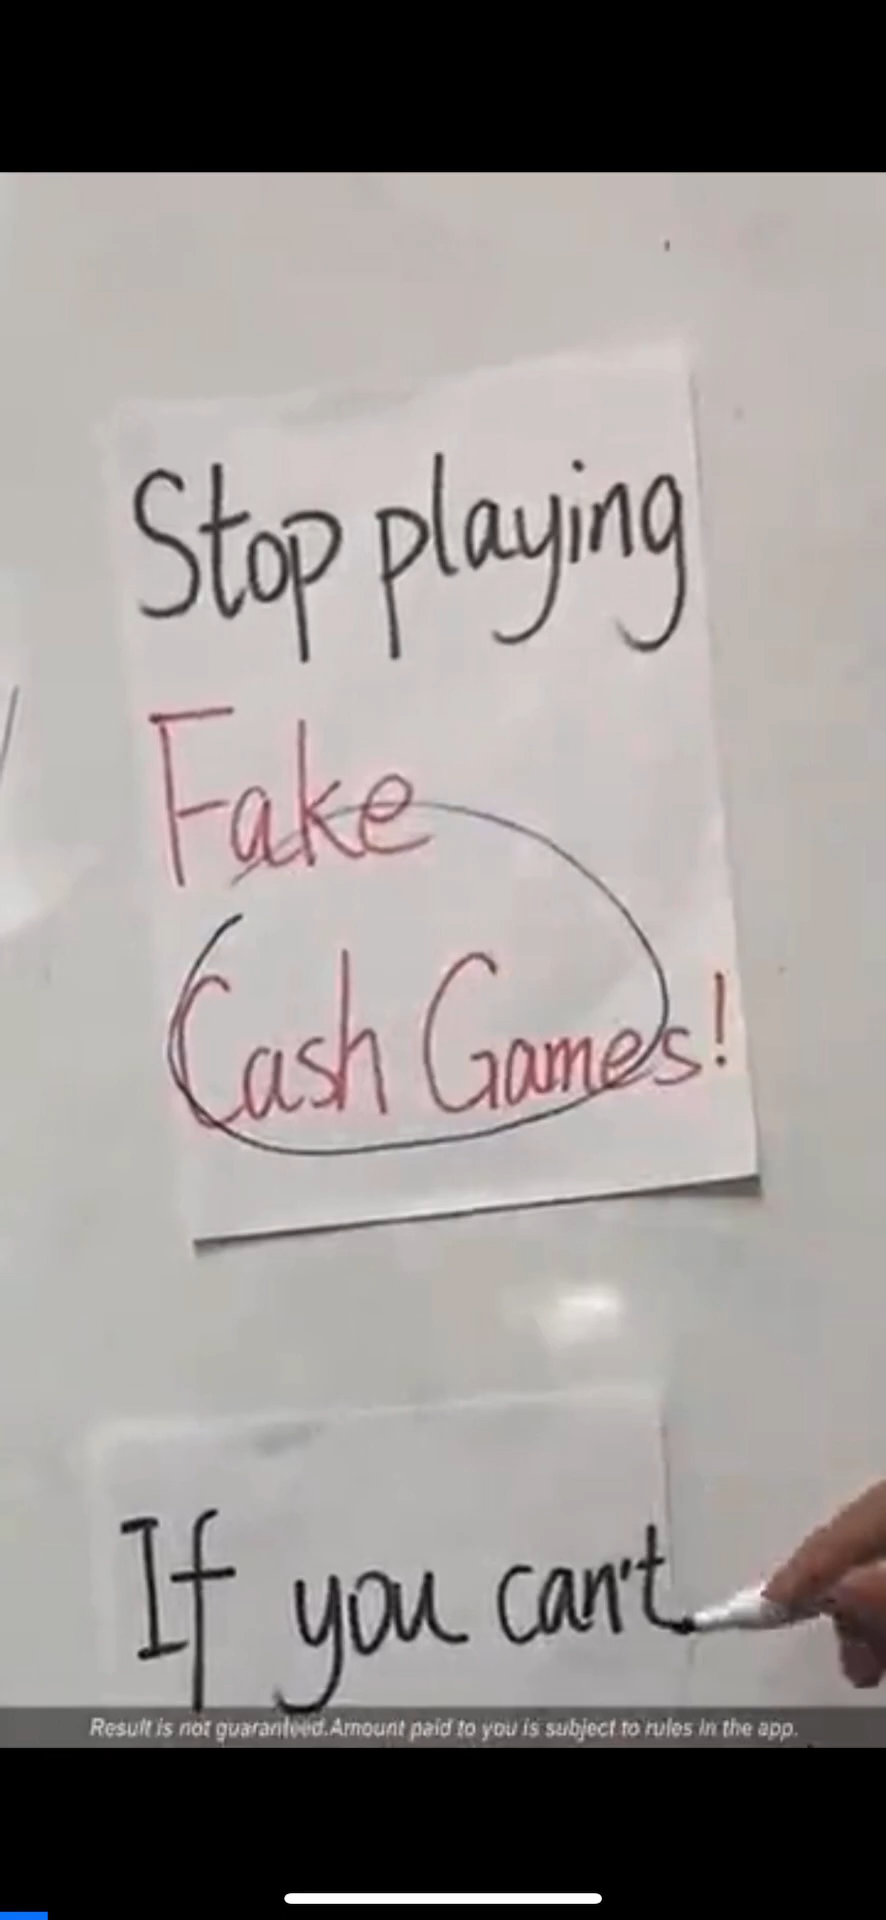 Stop playing
Fake
Cash Games!
If you can't
Result is not guaranteed.Amount paid to you is subject to rules in the app.